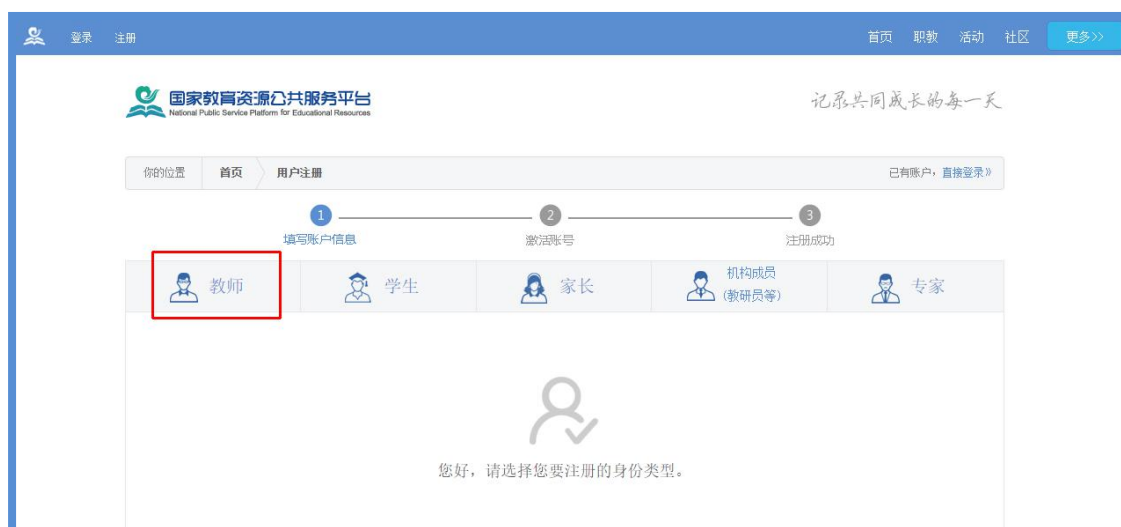 登录 注册 首页 职教 活动 社区 更多>>
国家教育资源公共服务平台 记录共同成长的每一天
National Public Service Platform for Educational Resources
你的位置 首页 用户注册 已有账户，直接登录》
1 2 3
填写账户信息 激活账号 注册成功
教师 学生 家长 机构成员 专家
(教研员等)
您好，请选择您要注册的身份类型。